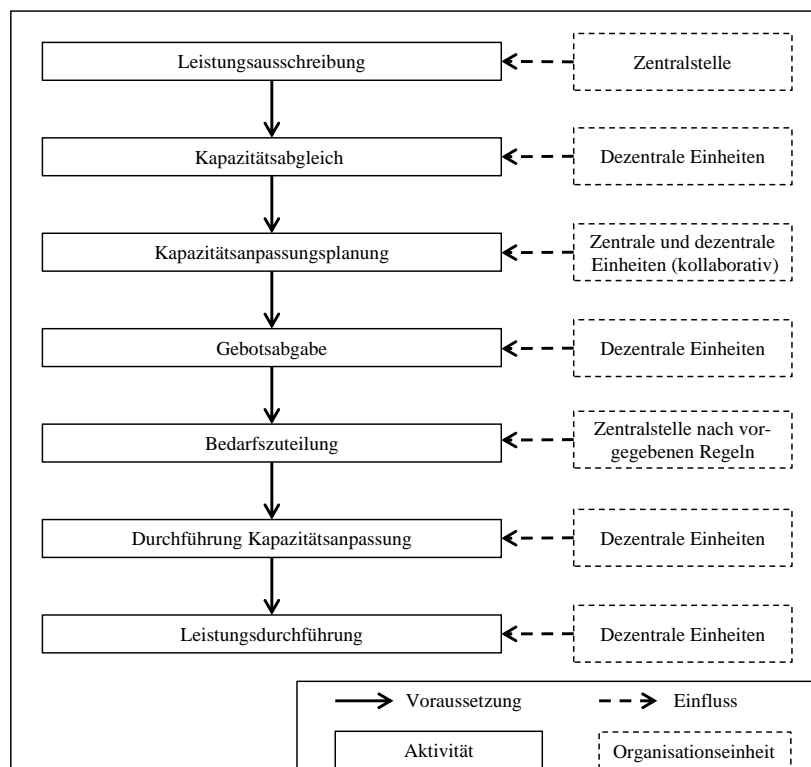 Leistungsausschreibung
Zentralstelle
Kapazitätsabgleich
Dezentrale Einheiten
Kapazitätsanpassungsplanung
Zentrale und dezentrale
Einheiten (kollaborativ)
Gebotsabgabe
Dezentrale Einheiten
Bedarfszuteilung
Zentralstelle nach vor-
gegebenen Regeln
Durchführung Kapazitätsanpassung
Dezentrale Einheiten
Leistungsdurchführung
Dezentrale Einheiten
Voraussetzung
Einfluss
Aktivität
Organisationseinheit